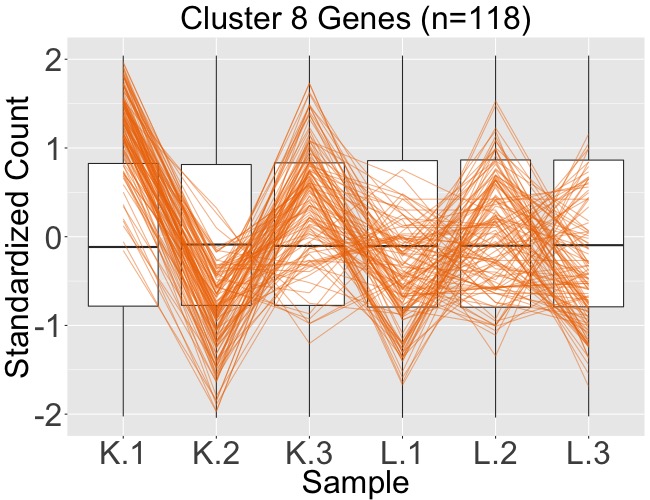 Cluster 8 Genes (n=118)
Standardized Count
2
1
0
-1
-2
K.1 K.2 K.3 L.1 L.2 L.3
Sample